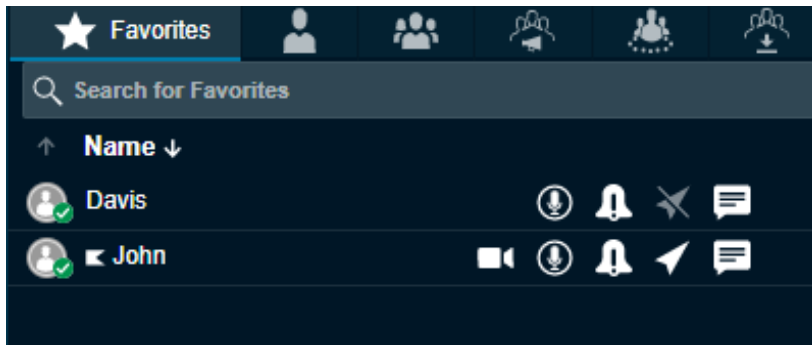 Favorites
Search for Favorites
Name
Davis
John